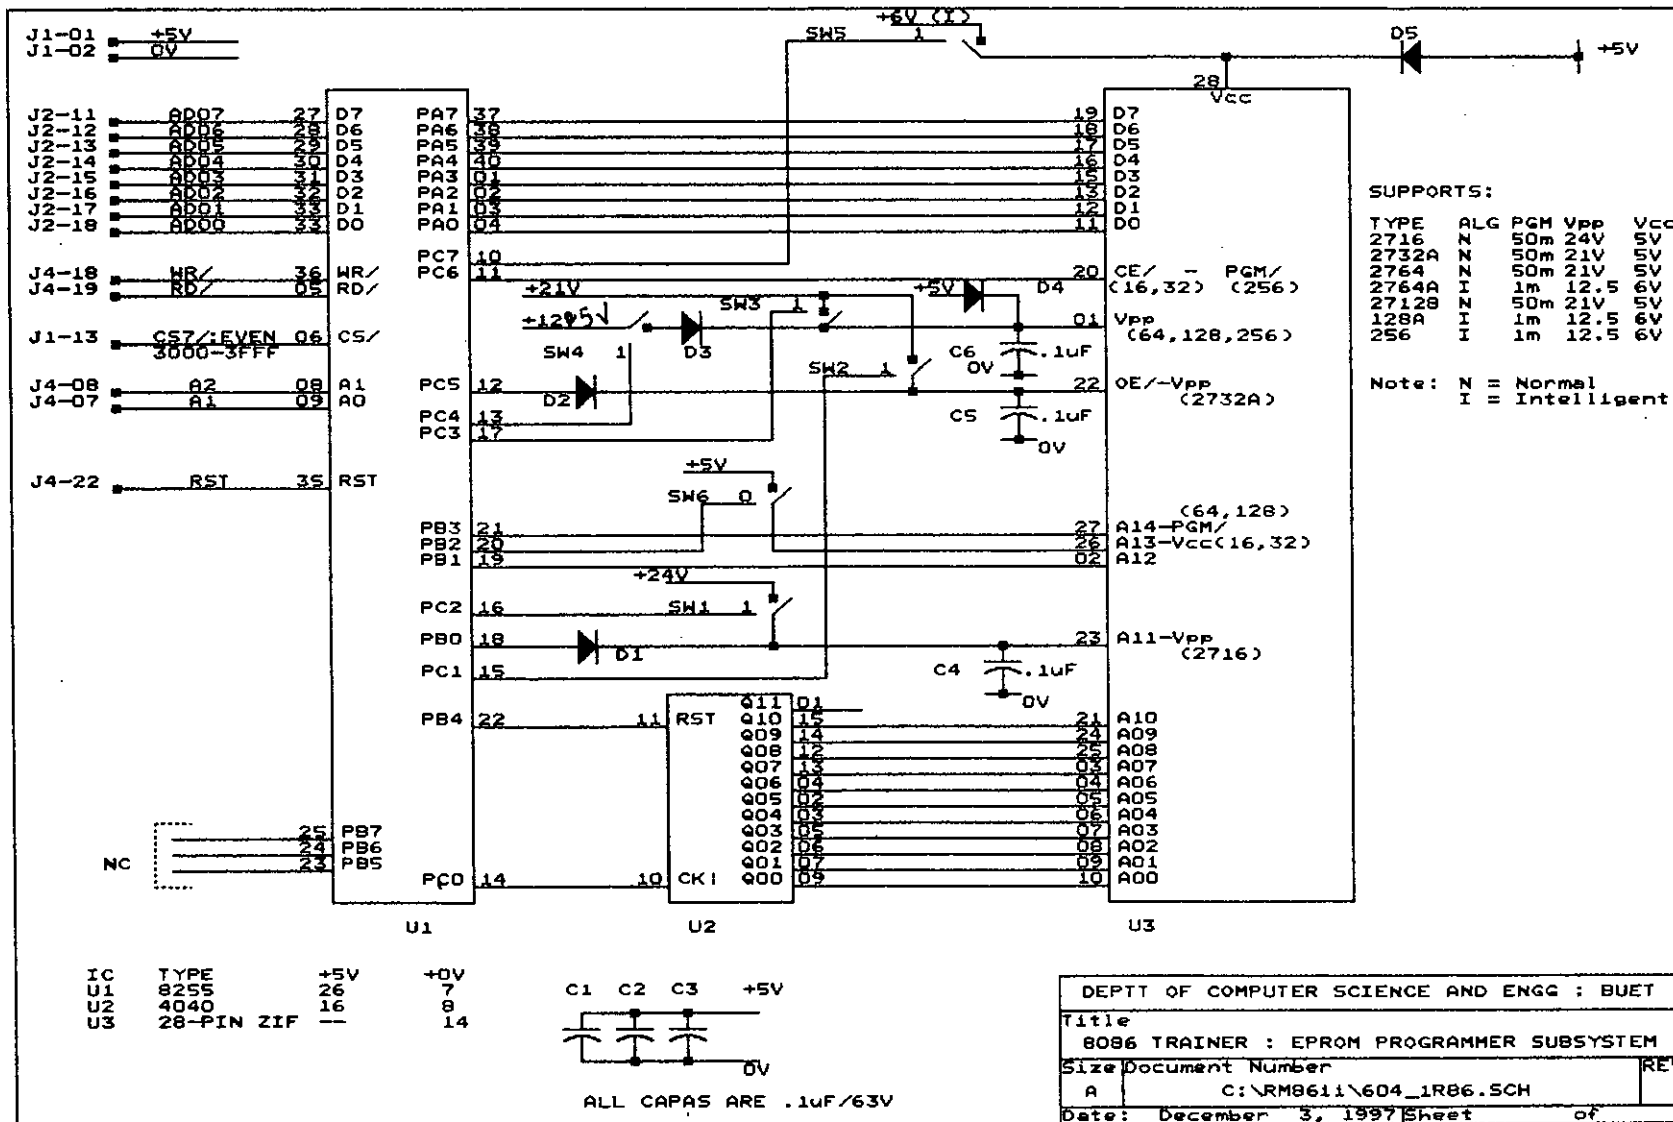 +6V (I)
J1-01 +5V
J1-02 0V
SW5 1
D5
+5V
28
Vcc
J2-11 AD07 27 D7 PA7 37 19 D7
J2-12 AD06 28 D6 PA6 38 18 D6
J2-13 AD05 29 D5 PA5 39 17 D5
J2-14 AD04 30 D4 PA4 40 16 D4
J2-15 AD03 31 D3 PA3 01 15 D3
J2-16 AD02 32 D2 PA2 02 13 D2
J2-17 AD01 33 D1 PA1 03 12 D1
J2-18 AD00 33 D0 PA0 04 11 D0
PC7 10
J4-18 WR/ 36 WR/ PC6 11 20 CE/ - PGM/
(16,32) (256)
J4-19 RD/ 05 RD/
+21V SW3 1 +5V D4
+12 5V 01 Vpp
(64,128,256)
J1-13 CS7/:EVEN 06 CS/
3000-3FFF
SW4 1 D3 C6 .1uF
0V
SW2 1
J4-08 A2 08 A1 PC5 12 22 OE/-Vpp
(2732A)
J4-07 A1 09 A0
D2 C5 .1uF
0V
PC4 13
PC3 17
J4-22 RST 35 RST
+5V
SW6 0
(64,128)
PB3 21 27 A14-PGM/
PB2 20 26 A13-Vcc(16,32)
PB1 19 02 A12
+24V
PC2 16 SW1 1
PB0 18 23 A11-Vpp
(2716)
D1 C4 .1uF
0V
PC1 15
Q11 01
PB4 22 11 RST Q10 15 21 A10
Q09 14 24 A09
Q08 12 25 A08
Q07 13 03 A07
Q06 04 04 A06
Q05 02 05 A05
Q04 03 06 A04
Q03 05 07 A03
Q02 06 08 A02
Q01 07 09 A01
PC0 14 10 CKI Q00 09 10 A00
NC
25 PB7
24 PB6
23 PB5
U1
U2
U3
SUPPORTS:
TYPE ALG PGM Vpp Vcc
2716 N 50m 24V 5V
2732A N 50m 21V 5V
2764 N 50m 21V 5V
2764A I 1m 12.5 6V
27128 N 50m 21V 5V
128A I 1m 12.5 6V
256 I 1m 12.5 6V
Note: N = Normal
I = Intelligent
IC TYPE +5V +0V
U1 8255 26 7
U2 4040 16 8
U3 28-PIN ZIF -- 14
C1 C2 C3 +5V
0V
ALL CAPAS ARE .1uF/63V
DEPTT OF COMPUTER SCIENCE AND ENGG : BUET
Title
8086 TRAINER : EPROM PROGRAMMER SUBSYSTEM
Size Document Number RE
A C:\RM8611\604_1R86.SCH
Date: December 3, 1997 Sheet of